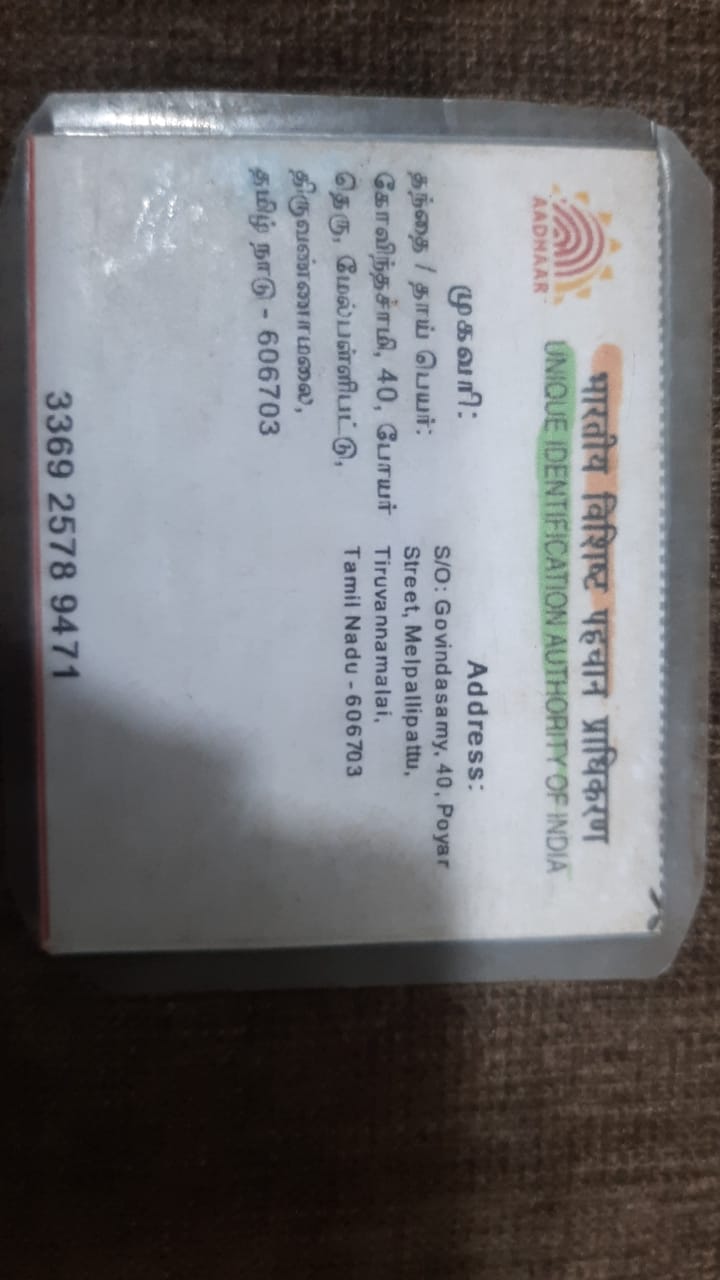 भारतीय विशिष्ट पहचान प्राधिकरण
UNIQUE IDENTIFICATION AUTHORITY OF INDIA
AADHAAR
முகவரி:
தந்தை / தாய் பெயர்:
கோவிந்தசாமி, 40, போயர்
தெரு, மேல்பள்ளிபட்டு,
திருவண்ணாமலை,
தமிழ் நாடு - 606703
Address:
S/O: Govindasamy, 40, Poyar
Street, Melpallipattu,
Tiruvannamalai,
Tamil Nadu - 606703
3369 2578 9471